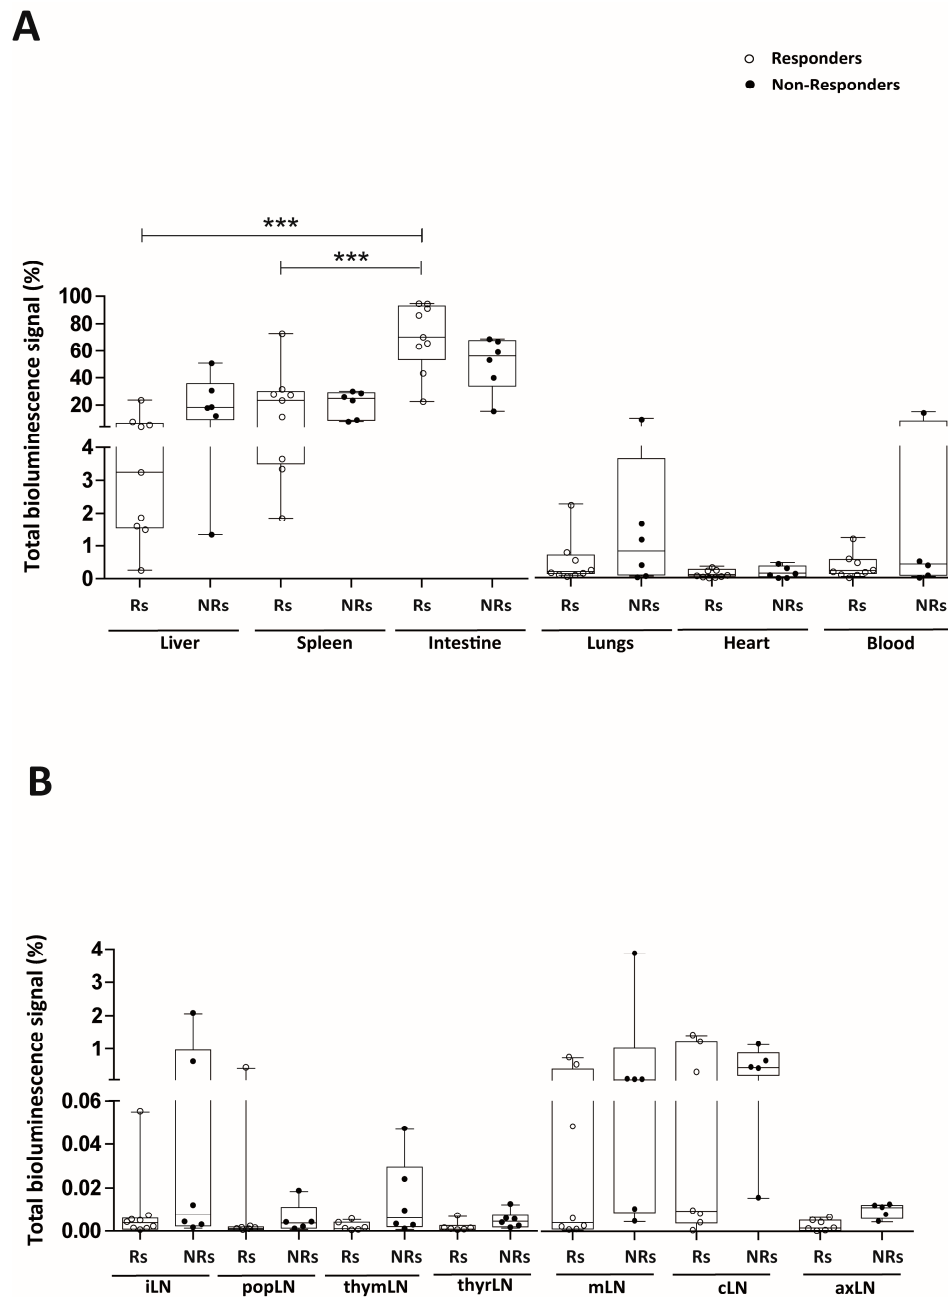 A
Responders
Non-Responders
***
***
Total bioluminescence signal (%)
100
80
60
40
20
4
3
2
1
0
Rs NRs Rs NRs Rs NRs Rs NRs Rs NRs Rs NRs
Liver Spleen Intestine Lungs Heart Blood
B
Total bioluminescence signal (%)
4
3
2
1
0.06
0.04
0.02
0.00
Rs NRs Rs NRs Rs NRs Rs NRs Rs NRs Rs NRs Rs NRs
iLN popLN thymLN thyrLN mLN cLN axLN